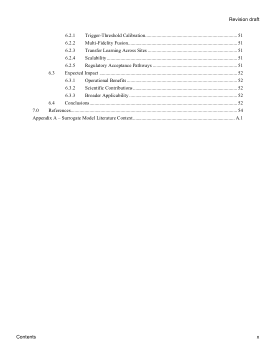 Revision draft
6.2.1 Trigger-Threshold Calibration ........ 51
6.2.2 Multi-Fidelity Fusion ........ 51
6.2.3 Transfer Learning Across Sites ........ 51
6.2.4 Scalability ........ 51
6.2.5 Regulatory Acceptance Pathways ........ 51
6.3 Expected Impact ........ 52
6.3.1 Operational Benefits ........ 52
6.3.2 Scientific Contributions ........ 52
6.3.3 Broader Applicability ........ 52
6.4 Conclusions ........ 52
7.0 References ........ 54
Appendix A – Surrogate Model Literature Context ........ A.1
Contents